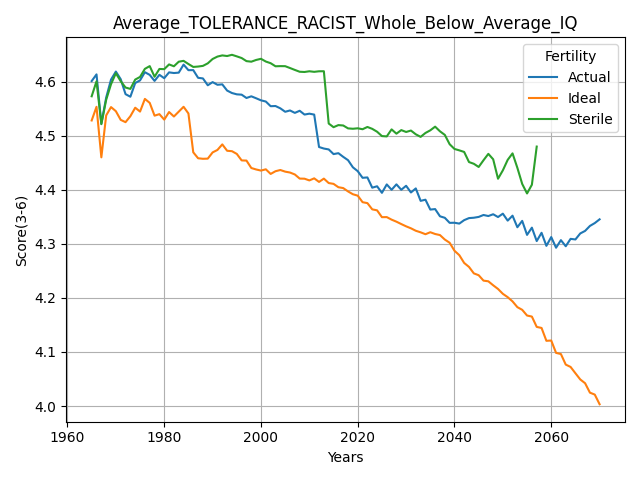 Average_TOLERANCE_RACIST_Whole_Below_Average_IQ
Fertility
Actual
Ideal
Sterile
Score(3-6)
4.6
4.5
4.4
4.3
4.2
4.1
4.0
1960
1980
2000
2020
2040
2060
Years